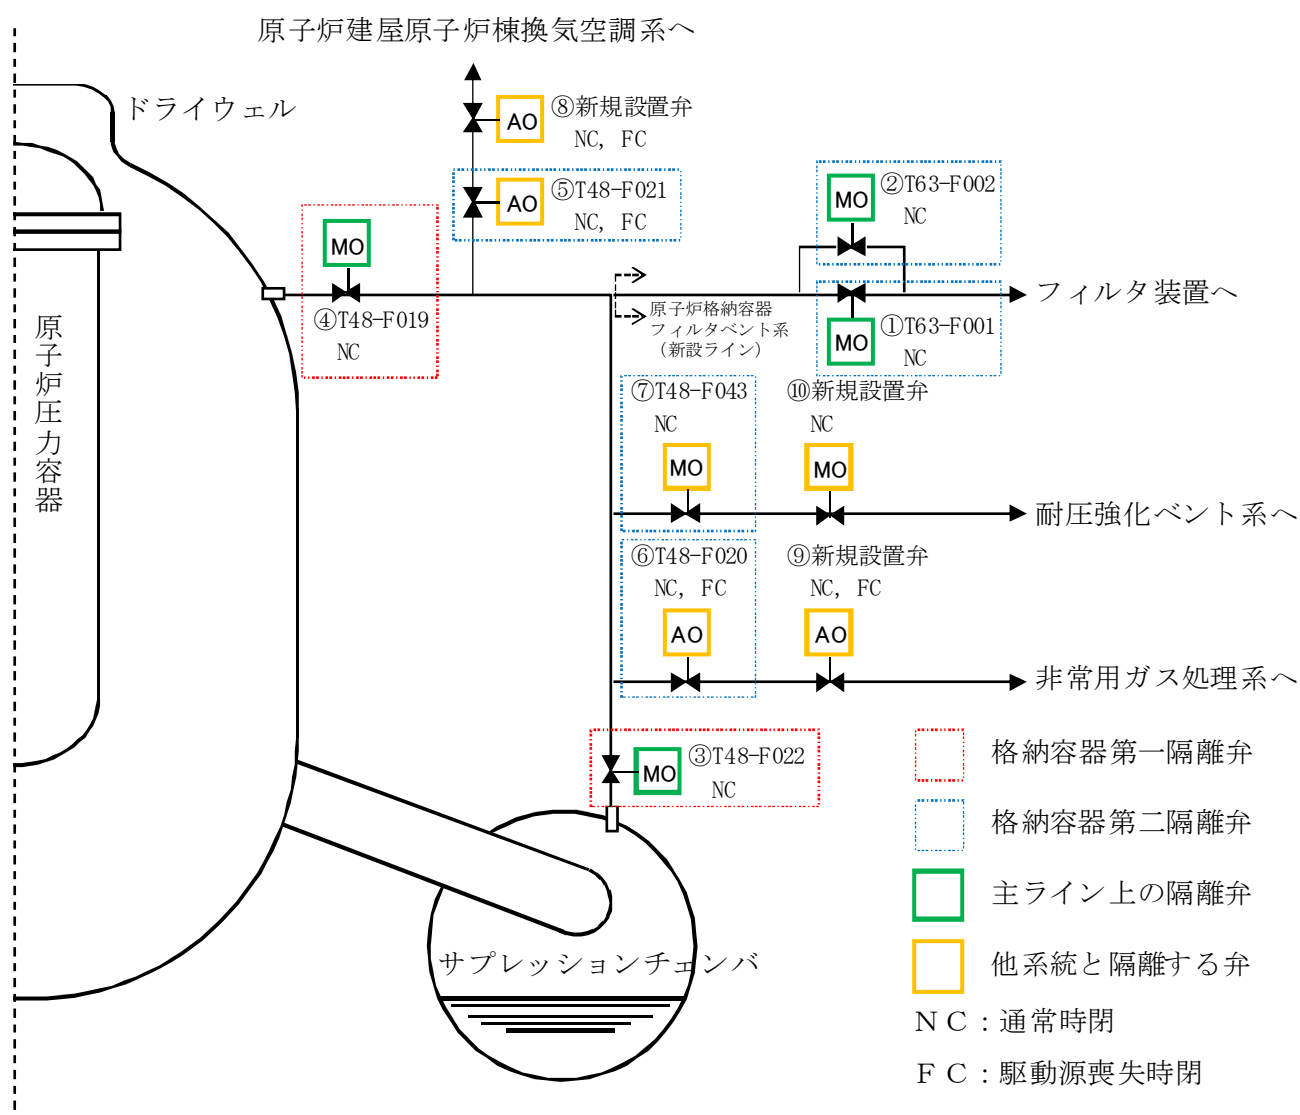 原子炉建屋原子炉棟換気空調系へ
ドライウェル
AO
⑧新規設置弁
NC, FC
AO
⑤T48-F021
NC, FC
MO
②T63-F002
NC
MO
④T48-F019
NC
原子炉格納容器
フィルタベント系
（新設ライン）
MO
①T63-F001
NC
フィルタ装置へ
原子炉圧力容器
⑦T48-F043
NC
MO
⑩新規設置弁
NC
MO
耐圧強化ベント系へ
⑥T48-F020
NC, FC
AO
⑨新規設置弁
NC, FC
AO
非常用ガス処理系へ
MO
③T48-F022
NC
サプレッションチェンバ
格納容器第一隔離弁
格納容器第二隔離弁
主ライン上の隔離弁
他系統と隔離する弁
ＮＣ：通常時閉
ＦＣ：駆動源喪失時閉